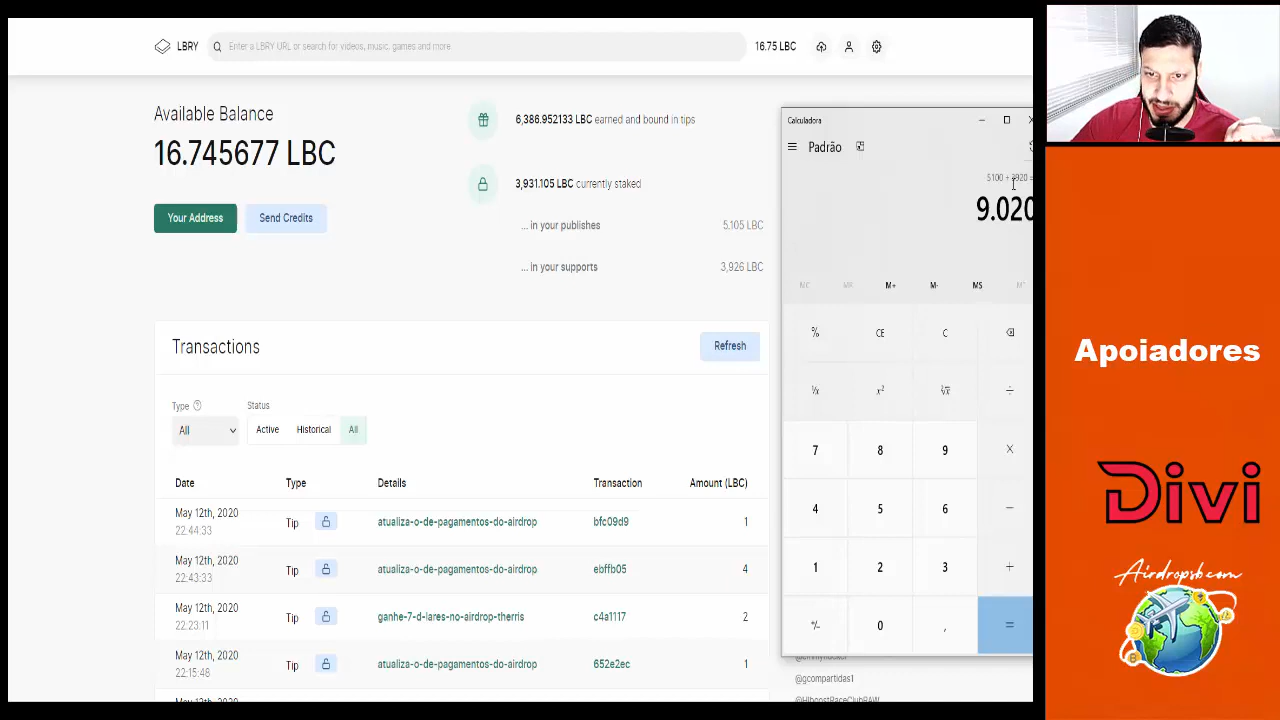 LBRY
Enter a LBRY URL or search for videos, music, games and more
16.75 LBC
Available Balance
16.745677 LBC
Your Address
Send Credits
6,386.952133 LBC earned and bound in tips
3,931.105 LBC currently staked
... in your publishes
5.105 LBC
... in your supports
3,926 LBC
Transactions
Refresh
Type
Status
All
Active
Historical
All
Date Type Details Transaction Amount (LBC)
May 12th, 2020
22:44:33
Tip
atualiza-o-de-pagamentos-do-airdrop
bfc09d9
1
May 12th, 2020
22:43:33
Tip
atualiza-o-de-pagamentos-do-airdrop
ebffb05
4
May 12th, 2020
22:23:11
Tip
ganhe-7-d-lares-no-airdrop-therris
c4a1117
2
May 12th, 2020
22:15:48
Tip
atualiza-o-de-pagamentos-do-airdrop
652e2ec
1
Calculadora
Padrão
5100 + 3920 =
9.020
MC MR M+ M- MS
% CE C
¹/x x² ²√x ÷
7 8 9 ×
4 5 6 −
1 2 3 +
+/- 0 , =
@gcompartidas1
Apoiadores
Divi
Airdropsb.com